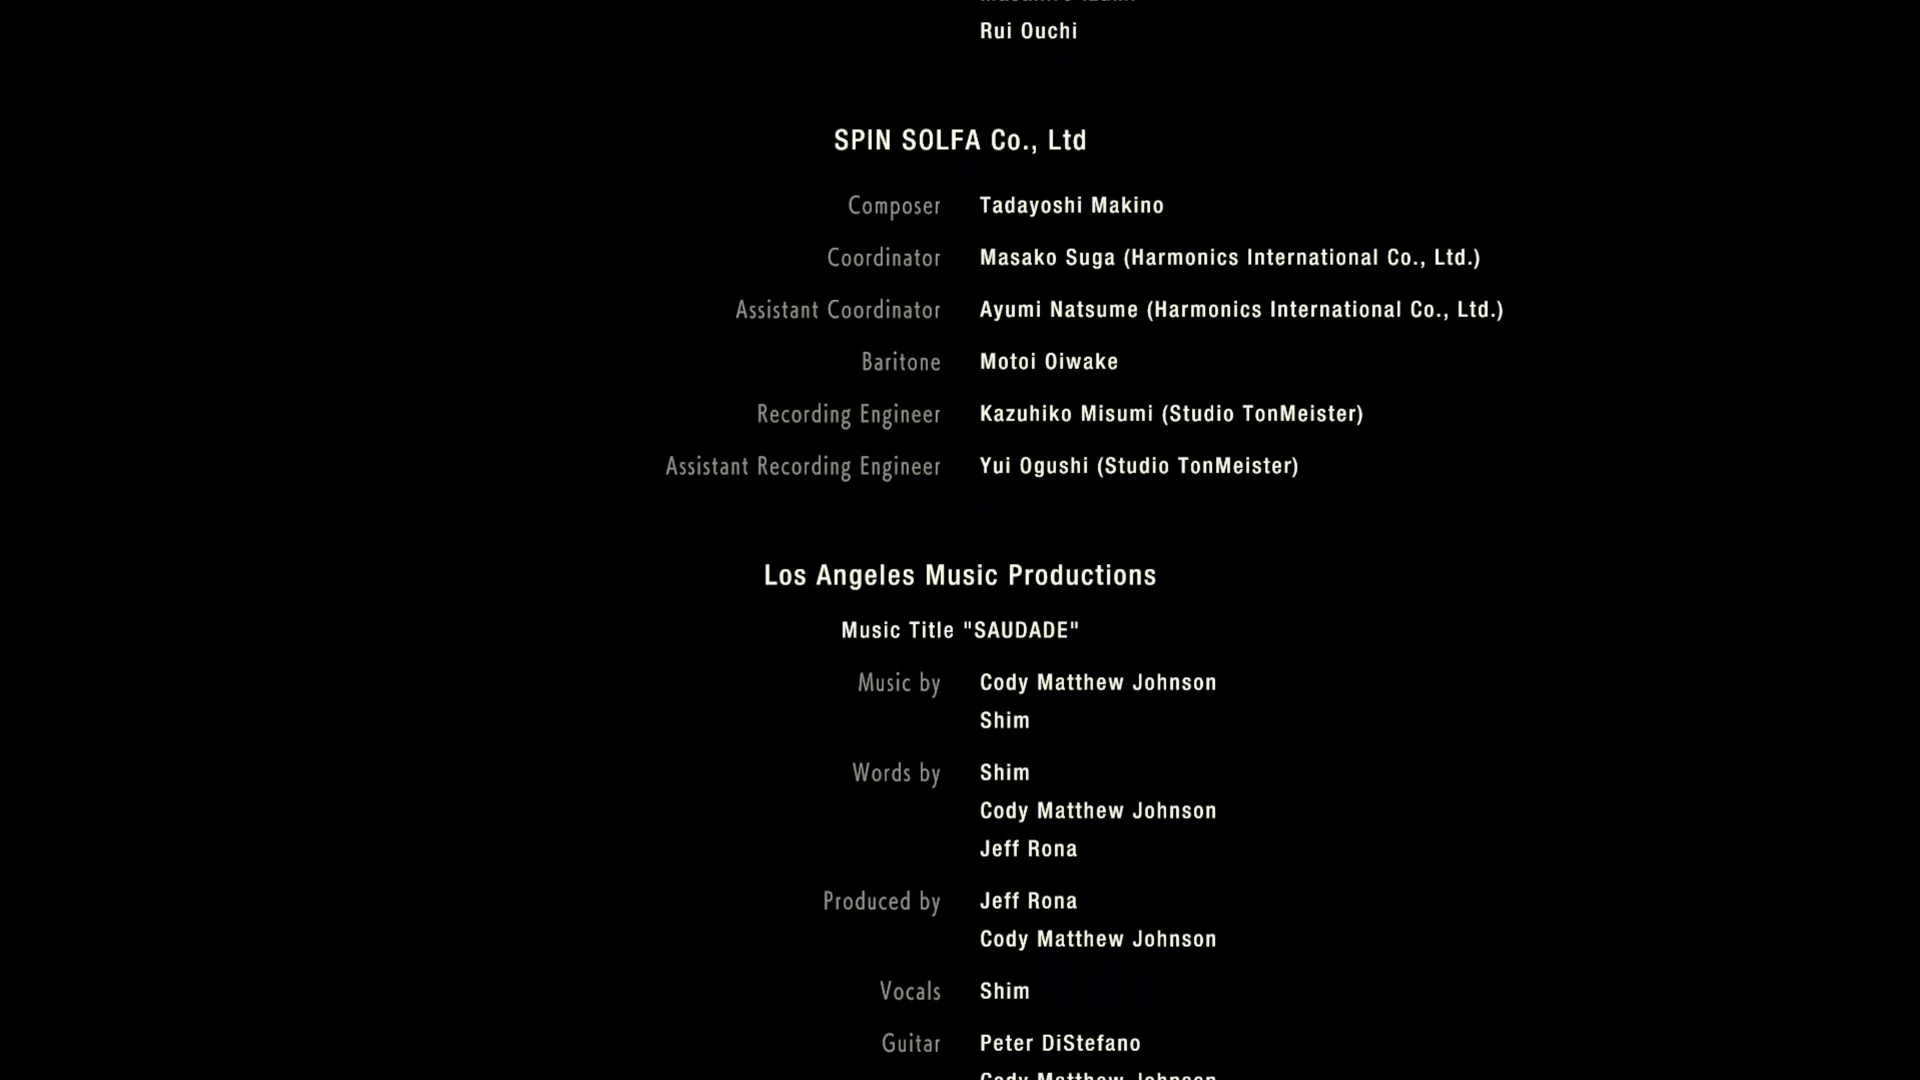 Rui Ouchi
SPIN SOLFA Co., Ltd
Composer Tadayoshi Makino
Coordinator Masako Suga (Harmonics International Co., Ltd.)
Assistant Coordinator Ayumi Natsume (Harmonics International Co., Ltd.)
Baritone Motoi Oiwake
Recording Engineer Kazuhiko Misumi (Studio TonMeister)
Assistant Recording Engineer Yui Ogushi (Studio TonMeister)
Los Angeles Music Productions
Music Title "SAUDADE"
Music by Cody Matthew Johnson
Shim
Words by Shim
Cody Matthew Johnson
Jeff Rona
Produced by Jeff Rona
Cody Matthew Johnson
Vocals Shim
Guitar Peter DiStefano
Cody Matthew Johnson